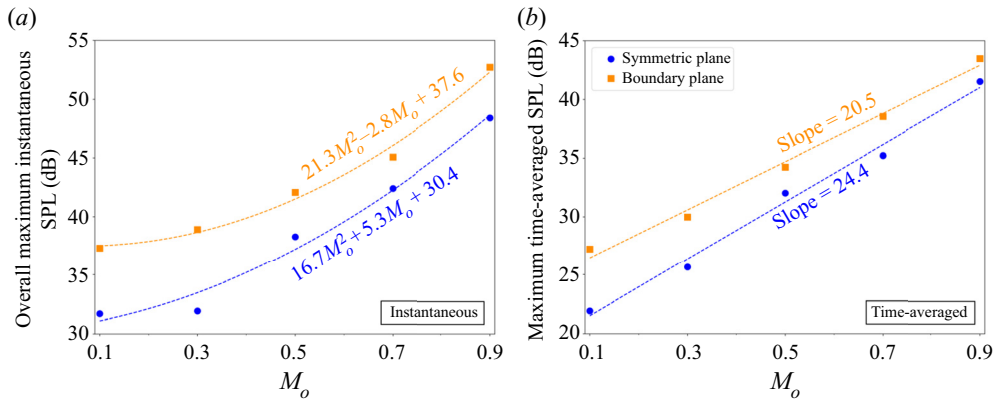 (a)
(b)
Overall maximum instantaneous
SPL (dB)
55
50
45
40
35
30
21.3M_o^2−2.8M_o + 37.6
16.7M_o^2+5.3M_o + 30.4
Instantaneous
0.1 0.3 0.5 0.7 0.9
M_o
Maximum time-averaged SPL (dB)
45
40
35
30
25
20
Symmetric plane
Boundary plane
Slope = 20.5
Slope = 24.4
Time-averaged
0.1 0.3 0.5 0.7 0.9
M_o